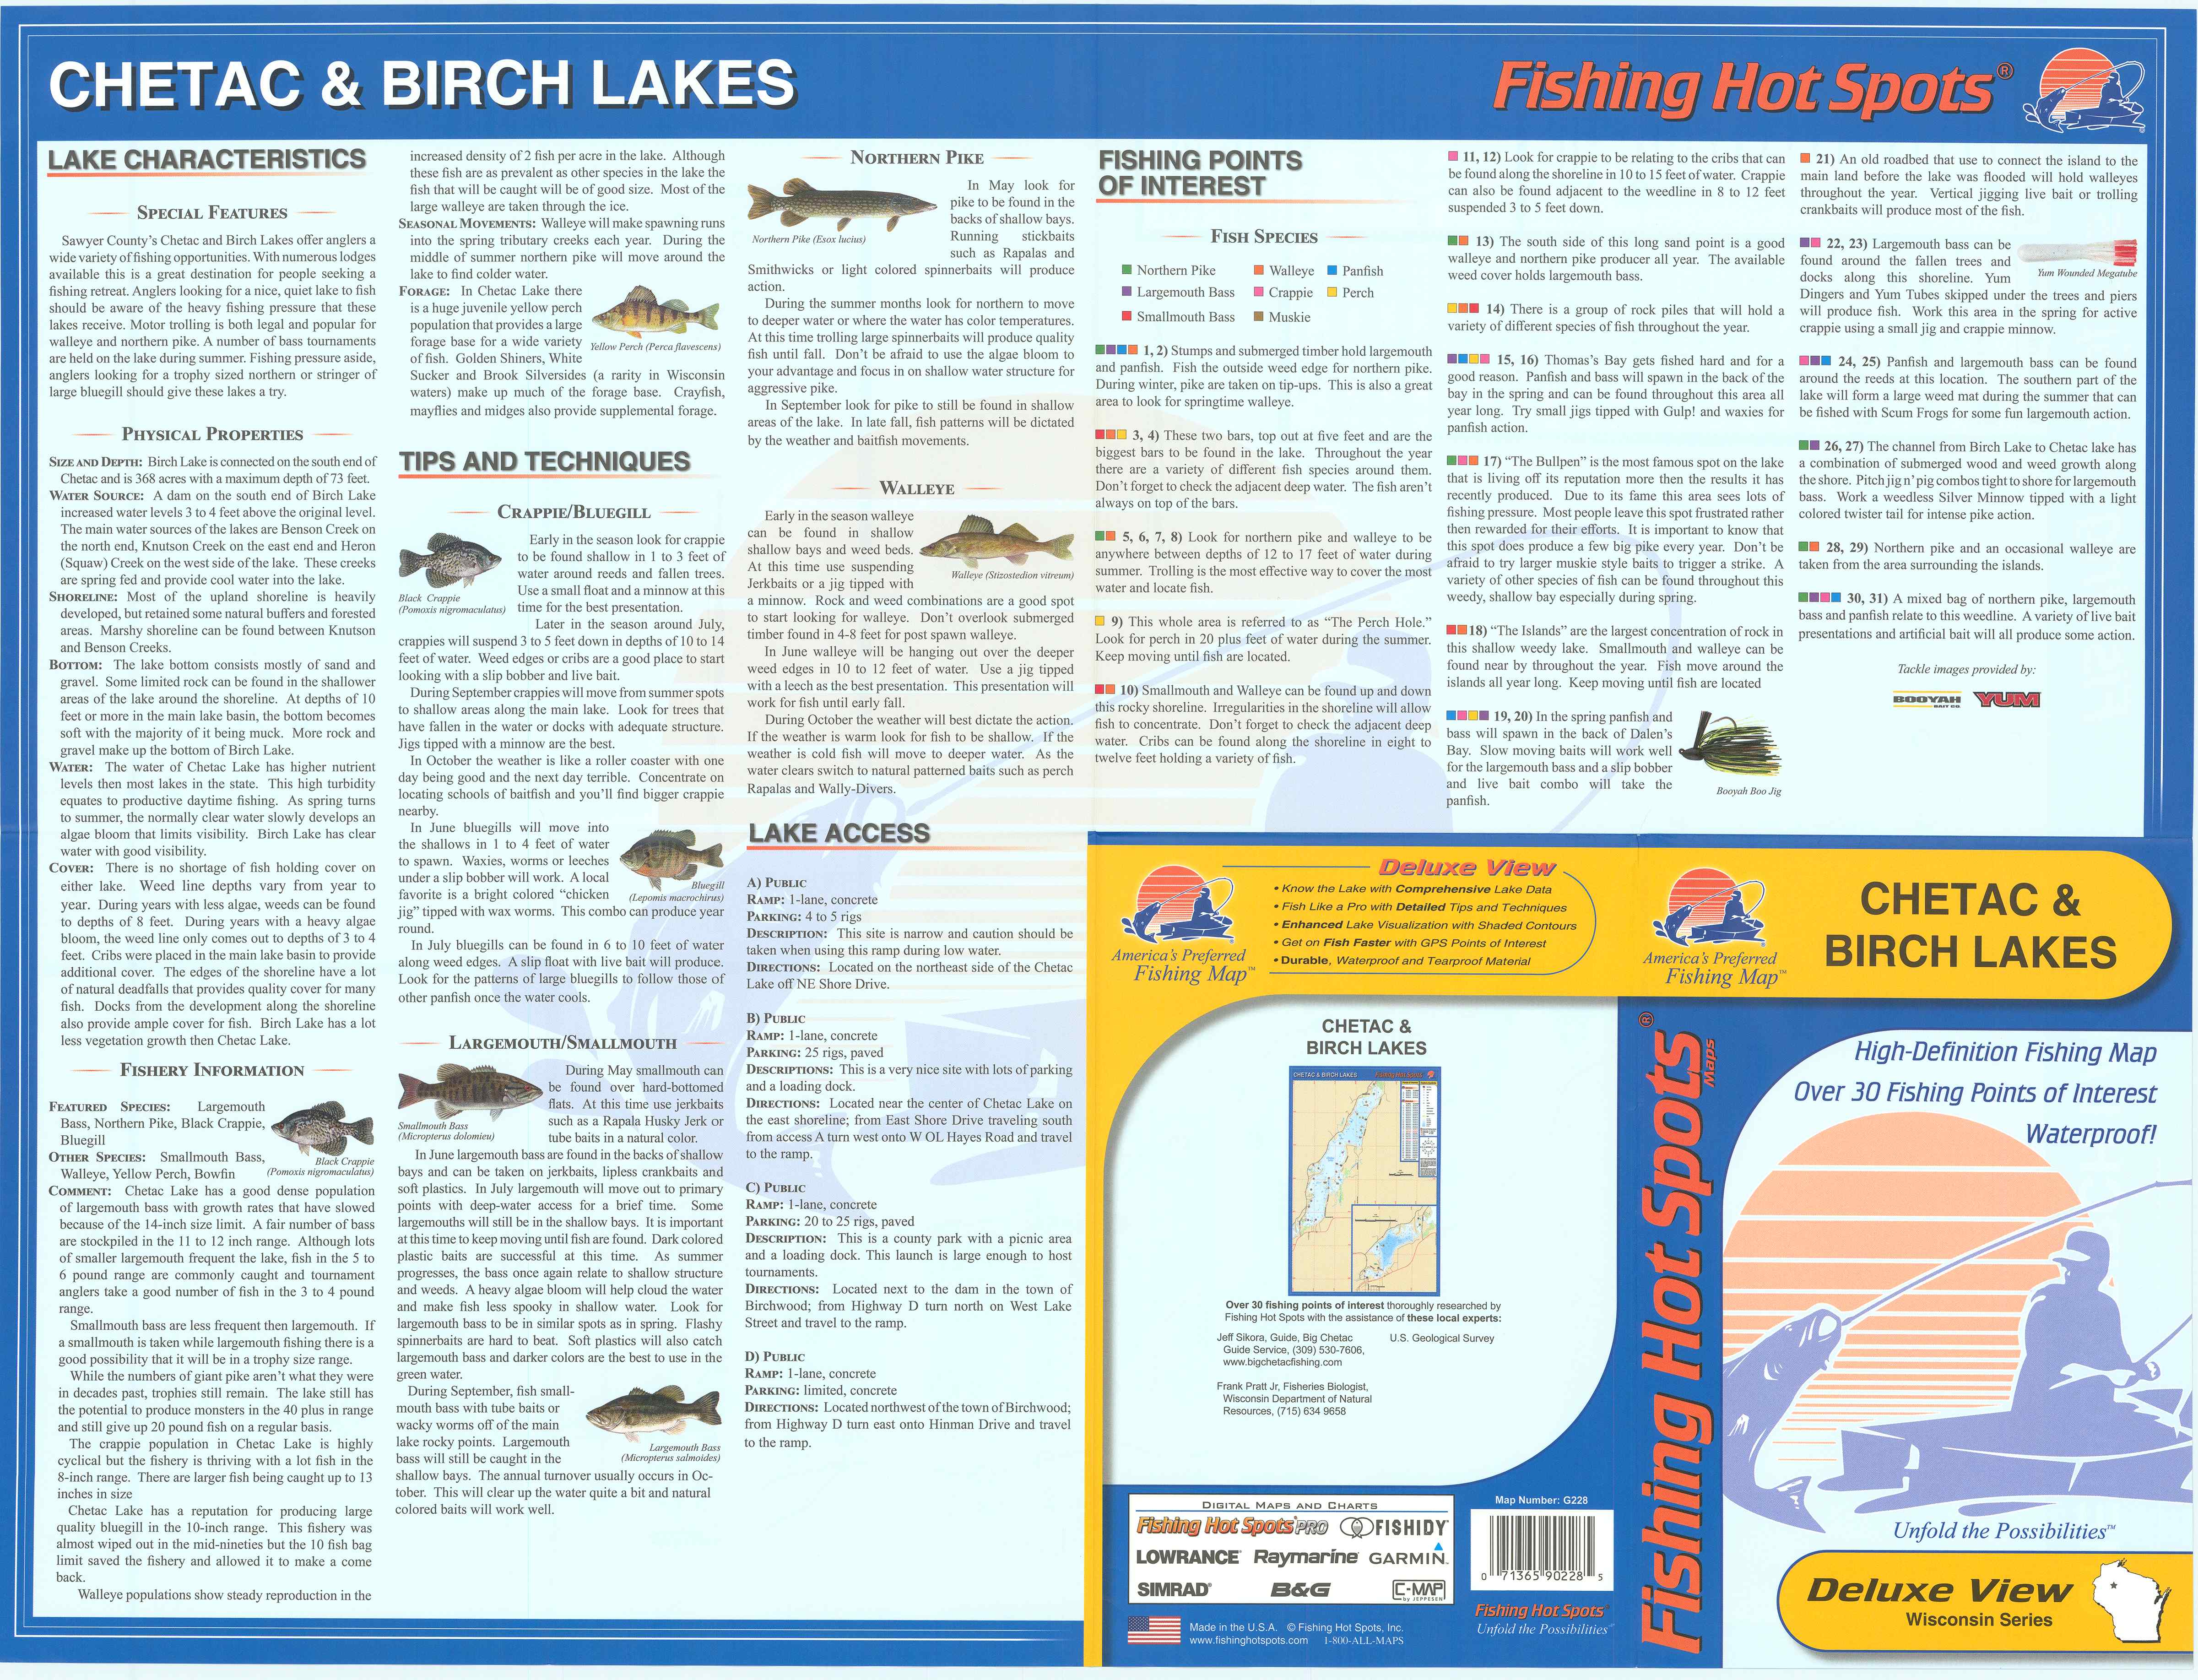 CHETAC & BIRCH LAKES
Fishing Hot Spots®
LAKE CHARACTERISTICS
SPECIAL FEATURES
Sawyer County's Chetac and Birch Lakes offer anglers a
wide variety of fishing opportunities. With numerous lodges
available this is a great destination for people seeking a
fishing retreat. Anglers looking for a nice, quiet lake to fish
should be aware of the heavy fishing pressure that these
lakes receive. Motor trolling is both legal and popular for
walleye and northern pike. A number of bass tournaments
are held on the lake during summer. Fishing pressure aside,
anglers looking for a trophy sized northern or stringer of
large bluegill should give these lakes a try.
PHYSICAL PROPERTIES
SIZE AND DEPTH: Birch Lake is connected on the south end of
Chetac and is 368 acres with a maximum depth of 73 feet.
WATER SOURCE: A dam on the south end of Birch Lake
increased water levels 3 to 4 feet above the original level.
The main water sources of the lakes are Benson Creek on
the north end, Knutson Creek on the east end and Heron
(Squaw) Creek on the west side of the lake. These creeks
are spring fed and provide cool water into the lake.
SHORELINE: Most of the upland shoreline is heavily
developed, but retained some natural buffers and forested
areas. Marshy shoreline can be found between Knutson
and Benson Creeks.
BOTTOM: The lake bottom consists mostly of sand and
gravel. Some limited rock can be found in the shallower
areas of the lake around the shoreline. At depths of 10
feet or more in the main lake basin, the bottom becomes
soft with the majority of it being muck. More rock and
gravel make up the bottom of Birch Lake.
WATER: The water of Chetac Lake has higher nutrient
levels then most lakes in the state. This high turbidity
equates to productive daytime fishing. As spring turns
to summer, the normally clear water slowly develops an
algae bloom that limits visibility. Birch Lake has clear
water with good visibility.
COVER: There is no shortage of fish holding cover on
either lake. Weed line depths vary from year to
year. During years with less algae, weeds can be found
to depths of 8 feet. During years with a heavy algae
bloom, the weed line only comes out to depths of 3 to 4
feet. Cribs were placed in the main lake basin to provide
additional cover. The edges of the shoreline have a lot
of natural deadfalls that provides quality cover for many
fish. Docks from the development along the shoreline
also provide ample cover for fish. Birch Lake has a lot
less vegetation growth then Chetac Lake.
FISHERY INFORMATION
FEATURED SPECIES: Largemouth
Bass, Northern Pike, Black Crappie,
Bluegill
OTHER SPECIES: Smallmouth Bass,
Walleye, Yellow Perch, Bowfin
Black Crappie
(Pomoxis nigromaculatus)
COMMENT: Chetac Lake has a good dense population
of largemouth bass with growth rates that have slowed
because of the 14-inch size limit. A fair number of bass
are stockpiled in the 11 to 12 inch range. Although lots
of smaller largemouth frequent the lake, fish in the 5 to
6 pound range are commonly caught and tournament
anglers take a good number of fish in the 3 to 4 pound
range.
Smallmouth bass are less frequent then largemouth. If
a smallmouth is taken while largemouth fishing there is a
good possibility that it will be in a trophy size range.
While the numbers of giant pike aren't what they were
in decades past, trophies still remain. The lake still has
the potential to produce monsters in the 40 plus in range
and still give up 20 pound fish on a regular basis.
The crappie population in Chetac Lake is highly
cyclical but the fishery is thriving with a lot fish in the
8-inch range. There are larger fish being caught up to 13
inches in size
Chetac Lake has a reputation for producing large
quality bluegill in the 10-inch range. This fishery was
almost wiped out in the mid-nineties but the 10 fish bag
limit saved the fishery and allowed it to make a come
back.
Walleye populations show steady reproduction in the
increased density of 2 fish per acre in the lake. Although
these fish are as prevalent as other species in the lake the
fish that will be caught will be of good size. Most of the
large walleye are taken through the ice.
SEASONAL MOVEMENTS: Walleye will make spawning runs
into the spring tributary creeks each year. During the
middle of summer northern pike will move around the
lake to find colder water.
FORAGE: In Chetac Lake there
is a huge juvenile yellow perch
population that provides a large
forage base for a wide variety
of fish. Golden Shiners, White
Yellow Perch (Perca flavescens)
Sucker and Brook Silversides (a rarity in Wisconsin
waters) make up much of the forage base. Crayfish,
mayflies and midges also provide supplemental forage.
TIPS AND TECHNIQUES
CRAPPIE/BLUEGILL
Early in the season look for crappie
to be found shallow in 1 to 3 feet of
water around reeds and fallen trees.
Use a small float and a minnow at this
time for the best presentation.
Black Crappie
(Pomoxis nigromaculatus)
Later in the season around July,
crappies will suspend 3 to 5 feet down in depths of 10 to 14
feet of water. Weed edges or cribs are a good place to start
looking with a slip bobber and live bait.
During September crappies will move from summer spots
to shallow areas along the main lake. Look for trees that
have fallen in the water or docks with adequate structure.
Jigs tipped with a minnow are the best.
In October the weather is like a roller coaster with one
day being good and the next day terrible. Concentrate on
locating schools of baitfish and you'll find bigger crappie
nearby.
In June bluegills will move into
the shallows in 1 to 4 feet of water
to spawn. Waxies, worms or leeches
under a slip bobber will work. A local
favorite is a bright colored "chicken
Bluegill
(Lepomis macrochirus)
jig" tipped with wax worms. This combo can produce year
round.
In July bluegills can be found in 6 to 10 feet of water
along weed edges. A slip float with live bait will produce.
Look for the patterns of large bluegills to follow those of
other panfish once the water cools.
LARGEMOUTH/SMALLMOUTH
During May smallmouth can
be found over hard-bottomed
flats. At this time use jerkbaits
such as a Rapala Husky Jerk or
tube baits in a natural color.
Smallmouth Bass
(Micropterus dolomieu)
In June largemouth bass are found in the backs of shallow
bays and can be taken on jerkbaits, lipless crankbaits and
soft plastics. In July largemouth will move out to primary
points with deep-water access for a brief time. Some
largemouths will still be in the shallow bays. It is important
at this time to keep moving until fish are found. Dark colored
plastic baits are successful at this time. As summer
progresses, the bass once again relate to shallow structure
and weeds. A heavy algae bloom will help cloud the water
and make fish less spooky in shallow water. Look for
largemouth bass to be in similar spots as in spring. Flashy
spinnerbaits are hard to beat. Soft plastics will also catch
largemouth bass and darker colors are the best to use in the
green water.
During September, fish small-
mouth bass with tube baits or
wacky worms off of the main
lake rocky points. Largemouth
bass will still be caught in the
Largemouth Bass
(Micropterus salmoides)
shallow bays. The annual turnover usually occurs in Oc-
tober. This will clear up the water quite a bit and natural
colored baits will work well.
NORTHERN PIKE
In May look for
pike to be found in the
backs of shallow bays.
Running stickbaits
such as Rapalas and
Northern Pike (Esox lucius)
Smithwicks or light colored spinnerbaits will produce
action.
During the summer months look for northern to move
to deeper water or where the water has color temperatures.
At this time trolling large spinnerbaits will produce quality
fish until fall. Don't be afraid to use the algae bloom to
your advantage and focus in on shallow water structure for
aggressive pike.
In September look for pike to still be found in shallow
areas of the lake. In late fall, fish patterns will be dictated
by the weather and baitfish movements.
WALLEYE
Early in the season walleye
can be found in shallow
shallow bays and weed beds.
At this time use suspending
Jerkbaits or a jig tipped with
Walleye (Stizostedion vitreum)
a minnow. Rock and weed combinations are a good spot
to start looking for walleye. Don't overlook submerged
timber found in 4-8 feet for post spawn walleye.
In June walleye will be hanging out over the deeper
weed edges in 10 to 12 feet of water. Use a jig tipped
with a leech as the best presentation. This presentation will
work for fish until early fall.
During October the weather will best dictate the action.
If the weather is warm look for fish to be shallow. If the
weather is cold fish will move to deeper water. As the
water clears switch to natural patterned baits such as perch
Rapalas and Wally-Divers.
LAKE ACCESS
A) PUBLIC
RAMP: 1-lane, concrete
PARKING: 4 to 5 rigs
DESCRIPTION: This site is narrow and caution should be
taken when using this ramp during low water.
DIRECTIONS: Located on the northeast side of the Chetac
Lake off NE Shore Drive.
B) PUBLIC
RAMP: 1-lane, concrete
PARKING: 25 rigs, paved
DESCRIPTIONS: This is a very nice site with lots of parking
and a loading dock.
DIRECTIONS: Located near the center of Chetac Lake on
the east shoreline; from East Shore Drive traveling south
from access A turn west onto W OL Hayes Road and travel
to the ramp.
C) PUBLIC
RAMP: 1-lane, concrete
PARKING: 20 to 25 rigs, paved
DESCRIPTION: This is a county park with a picnic area
and a loading dock. This launch is large enough to host
tournaments.
DIRECTIONS: Located next to the dam in the town of
Birchwood; from Highway D turn north on West Lake
Street and travel to the ramp.
D) PUBLIC
RAMP: 1-lane, concrete
PARKING: limited, concrete
DIRECTIONS: Located northwest of the town of Birchwood;
from Highway D turn east onto Hinman Drive and travel
to the ramp.
FISHING POINTS
OF INTEREST
FISH SPECIES
Northern Pike Walleye Panfish
Largemouth Bass Crappie Perch
Smallmouth Bass Muskie
1, 2) Stumps and submerged timber hold largemouth
and panfish. Fish the outside weed edge for northern pike.
During winter, pike are taken on tip-ups. This is also a great
area to look for springtime walleye.
3, 4) These two bars, top out at five feet and are the
biggest bars to be found in the lake. Throughout the year
there are a variety of different fish species around them.
Don't forget to check the adjacent deep water. The fish aren't
always on top of the bars.
5, 6, 7, 8) Look for northern pike and walleye to be
anywhere between depths of 12 to 17 feet of water during
summer. Trolling is the most effective way to cover the most
water and locate fish.
9) This whole area is referred to as "The Perch Hole."
Look for perch in 20 plus feet of water during the summer.
Keep moving until fish are located.
10) Smallmouth and Walleye can be found up and down
this rocky shoreline. Irregularities in the shoreline will allow
fish to concentrate. Don't forget to check the adjacent deep
water. Cribs can be found along the shoreline in eight to
twelve feet holding a variety of fish.
11, 12) Look for crappie to be relating to the cribs that can
be found along the shoreline in 10 to 15 feet of water. Crappie
can also be found adjacent to the weedline in 8 to 12 feet
suspended 3 to 5 feet down.
13) The south side of this long sand point is a good
walleye and northern pike producer all year. The available
weed cover holds largemouth bass.
14) There is a group of rock piles that will hold a
variety of different species of fish throughout the year.
15, 16) Thomas's Bay gets fished hard and for a
good reason. Panfish and bass will spawn in the back of the
bay in spring and can be found throughout this area all
year long. Try small jigs tipped with Gulp! and waxies for
panfish action.
17) "The Bullpen" is the most famous spot on the lake
that is living off its reputation more then the results it has
recently produced. Due to its fame this area sees lots of
fishing pressure. Most people leave this spot frustrated rather
then rewarded for their efforts. It is important to know that
this spot does produce a few big pike every year. Don't be
afraid to try larger muskie style baits to trigger a strike. A
variety of other species of fish can be found throughout this
weedy, shallow bay especially during spring.
18) "The Islands" are the largest concentration of rock in
this shallow weedy lake. Smallmouth and walleye can be
found near by throughout the year. Fish move around the
islands all year long. Keep moving until fish are located
19, 20) In the spring panfish and
bass will spawn in the back of Dalen's
Bay. Slow moving baits will work well
for the largemouth bass and a slip bobber
and live bait combo will take the
panfish.
Booyah Boo Jig
21) An old roadbed that use to connect the island to the
main land before the lake was flooded will hold walleyes
throughout the year. Vertical jigging live bait or trolling
crankbaits will produce most of the fish.
22, 23) Largemouth bass can be
found around the fallen trees and
docks along this shoreline. Yum
Yum Wounded Megatube
Dingers and Yum Tubes skipped under the trees and piers
will produce fish. Work this area in the spring for active
crappie using a small jig and crappie minnow.
24, 25) Panfish and largemouth bass can be found
around the reeds at this location. The southern part of the
lake will form a large weed mat during the summer that can
be fished with Scum Frogs for some fun largemouth action.
26, 27) The channel from Birch Lake to Chetac lake has
a combination of submerged wood and weed growth along
the shore. Pitch jig n' pig combos tight to shore for largemouth
bass. Work a weedless Silver Minnow tipped with a light
colored twister tail for intense pike action.
28, 29) Northern pike and an occasional walleye are
taken from the area surrounding the islands.
30, 31) A mixed bag of northern pike, largemouth
bass and panfish relate to this weedline. A variety of live bait
presentations and artificial bait will all produce some action.
Tackle images provided by:
BOOYAH BAIT CO. YUM
America's Preferred
Fishing Map™
Deluxe View
• Know the Lake with Comprehensive Lake Data
• Fish Like a Pro with Detailed Tips and Techniques
• Enhanced Lake Visualization with Shaded Contours
• Get on Fish Faster with GPS Points of Interest
• Durable, Waterproof and Tearproof Material
CHETAC &
BIRCH LAKES
CHETAC & BIRCH LAKES
Over 30 fishing points of interest thoroughly researched by
Fishing Hot Spots with the assistance of these local experts:
Jeff Sikora, Guide, Big Chetac
Guide Service, (309) 530-7606,
www.bigchetacfishing.com
U.S. Geological Survey
Frank Pratt Jr, Fisheries Biologist,
Wisconsin Department of Natural
Resources, (715) 634 9658
DIGITAL MAPS AND CHARTS
Fishing Hot Spots PRO FISHIDY
LOWRANCE Raymarine GARMIN
SIMRAD B&G C-MAP
by JEPPESEN
Map Number: G228
0 71365 90228 5
Made in the U.S.A. © Fishing Hot Spots, Inc.
www.fishinghotspots.com 1-800-ALL-MAPS
Fishing Hot Spots®
Unfold the Possibilities
America's Preferred
Fishing Map™
CHETAC &
BIRCH LAKES
Fishing Hot Spots®
Maps
High-Definition Fishing Map
Over 30 Fishing Points of Interest
Waterproof!
Unfold the Possibilities™
Deluxe View
Wisconsin Series